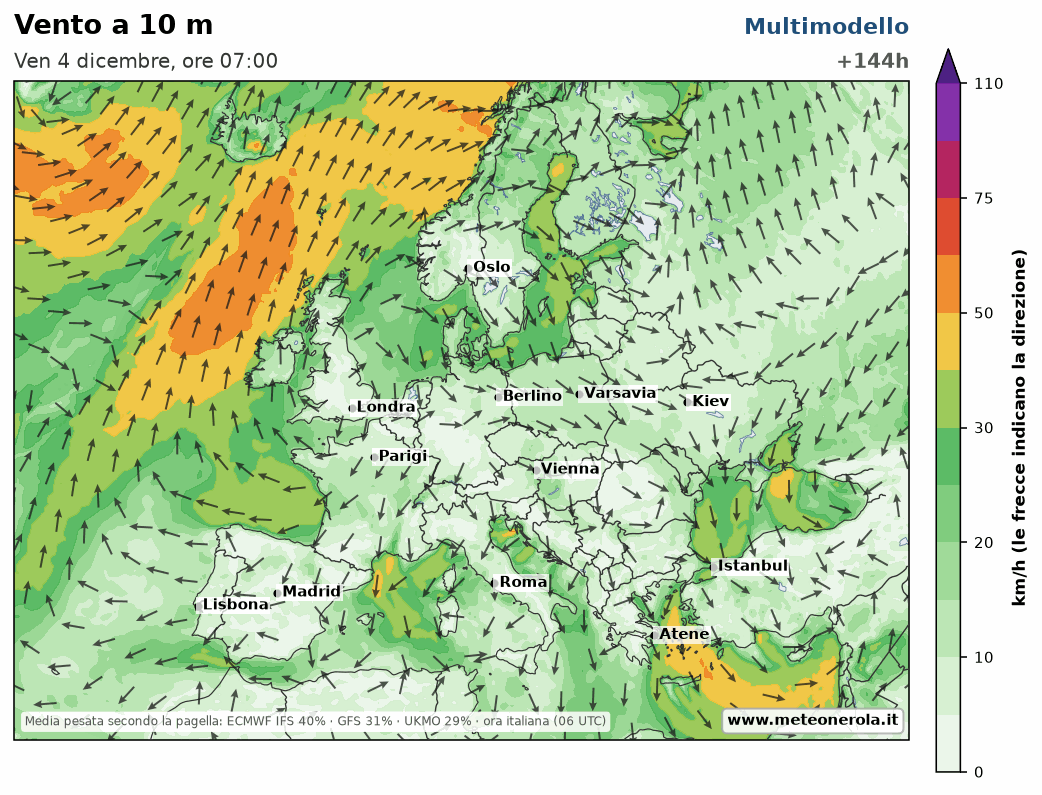 Vento a 10 m
Multimodello
Ven 4 dicembre, ore 07:00
+144h
110
75
50
30
20
10
0
km/h (le frecce indicano la direzione)
Oslo
Londra
Berlino
Varsavia
Kiev
Parigi
Vienna
Istanbul
Roma
Madrid
Lisbona
Atene
Media pesata secondo la pagella: ECMWF IFS 40% · GFS 31% · UKMO 29% · ora italiana (06 UTC)
www.meteonerola.it